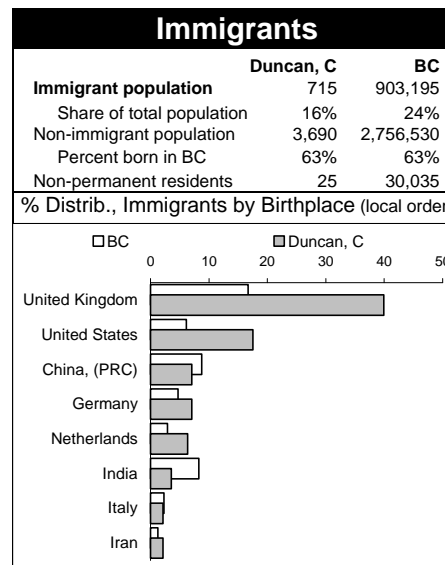 Immigrants
Duncan, C BC
Immigrant population 715 903,195
Share of total population 16% 24%
Non-immigrant population 3,690 2,756,530
Percent born in BC 63% 63%
Non-permanent residents 25 30,035
% Distrib., Immigrants by Birthplace (local order
BC Duncan, C
0 10 20 30 40 50
United Kingdom
United States
China, (PRC)
Germany
Netherlands
India
Italy
Iran